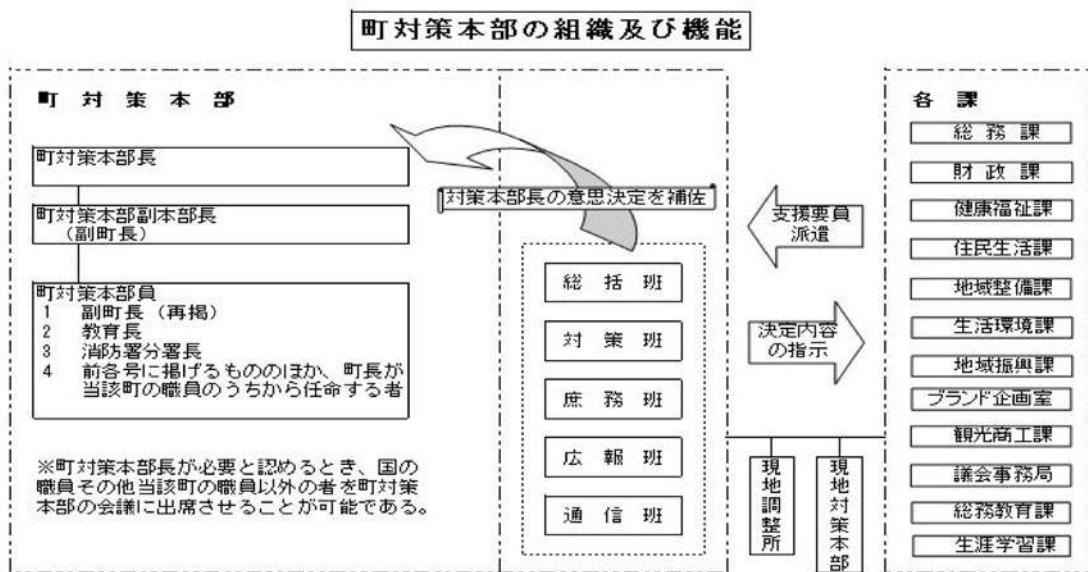 町対策本部の組織及び機能
町対策本部
町対策本部長
町対策本部副本部長
(副町長)
町対策本部員
1 副町長(再掲)
2 教育長
3 消防署分署長
4 前各号に掲げるもののほか、町長が
当該町の職員のうちから任命する者
※町対策本部長が必要と認めるとき、国の
職員その他当該町の職員以外の者を町対策
本部の会議に出席させることが可能である。
対策本部長の意思決定を補佐
総括班
対策班
庶務班
広報班
通信班
支援要員
派遣
決定内容
の指示
現地調整所
現地対策本部
各課
総務課
財政課
健康福祉課
住民生活課
地域整備課
生活環境課
地域振興課
ブランド企画室
観光商工課
議会事務局
総務教育課
生涯学習課